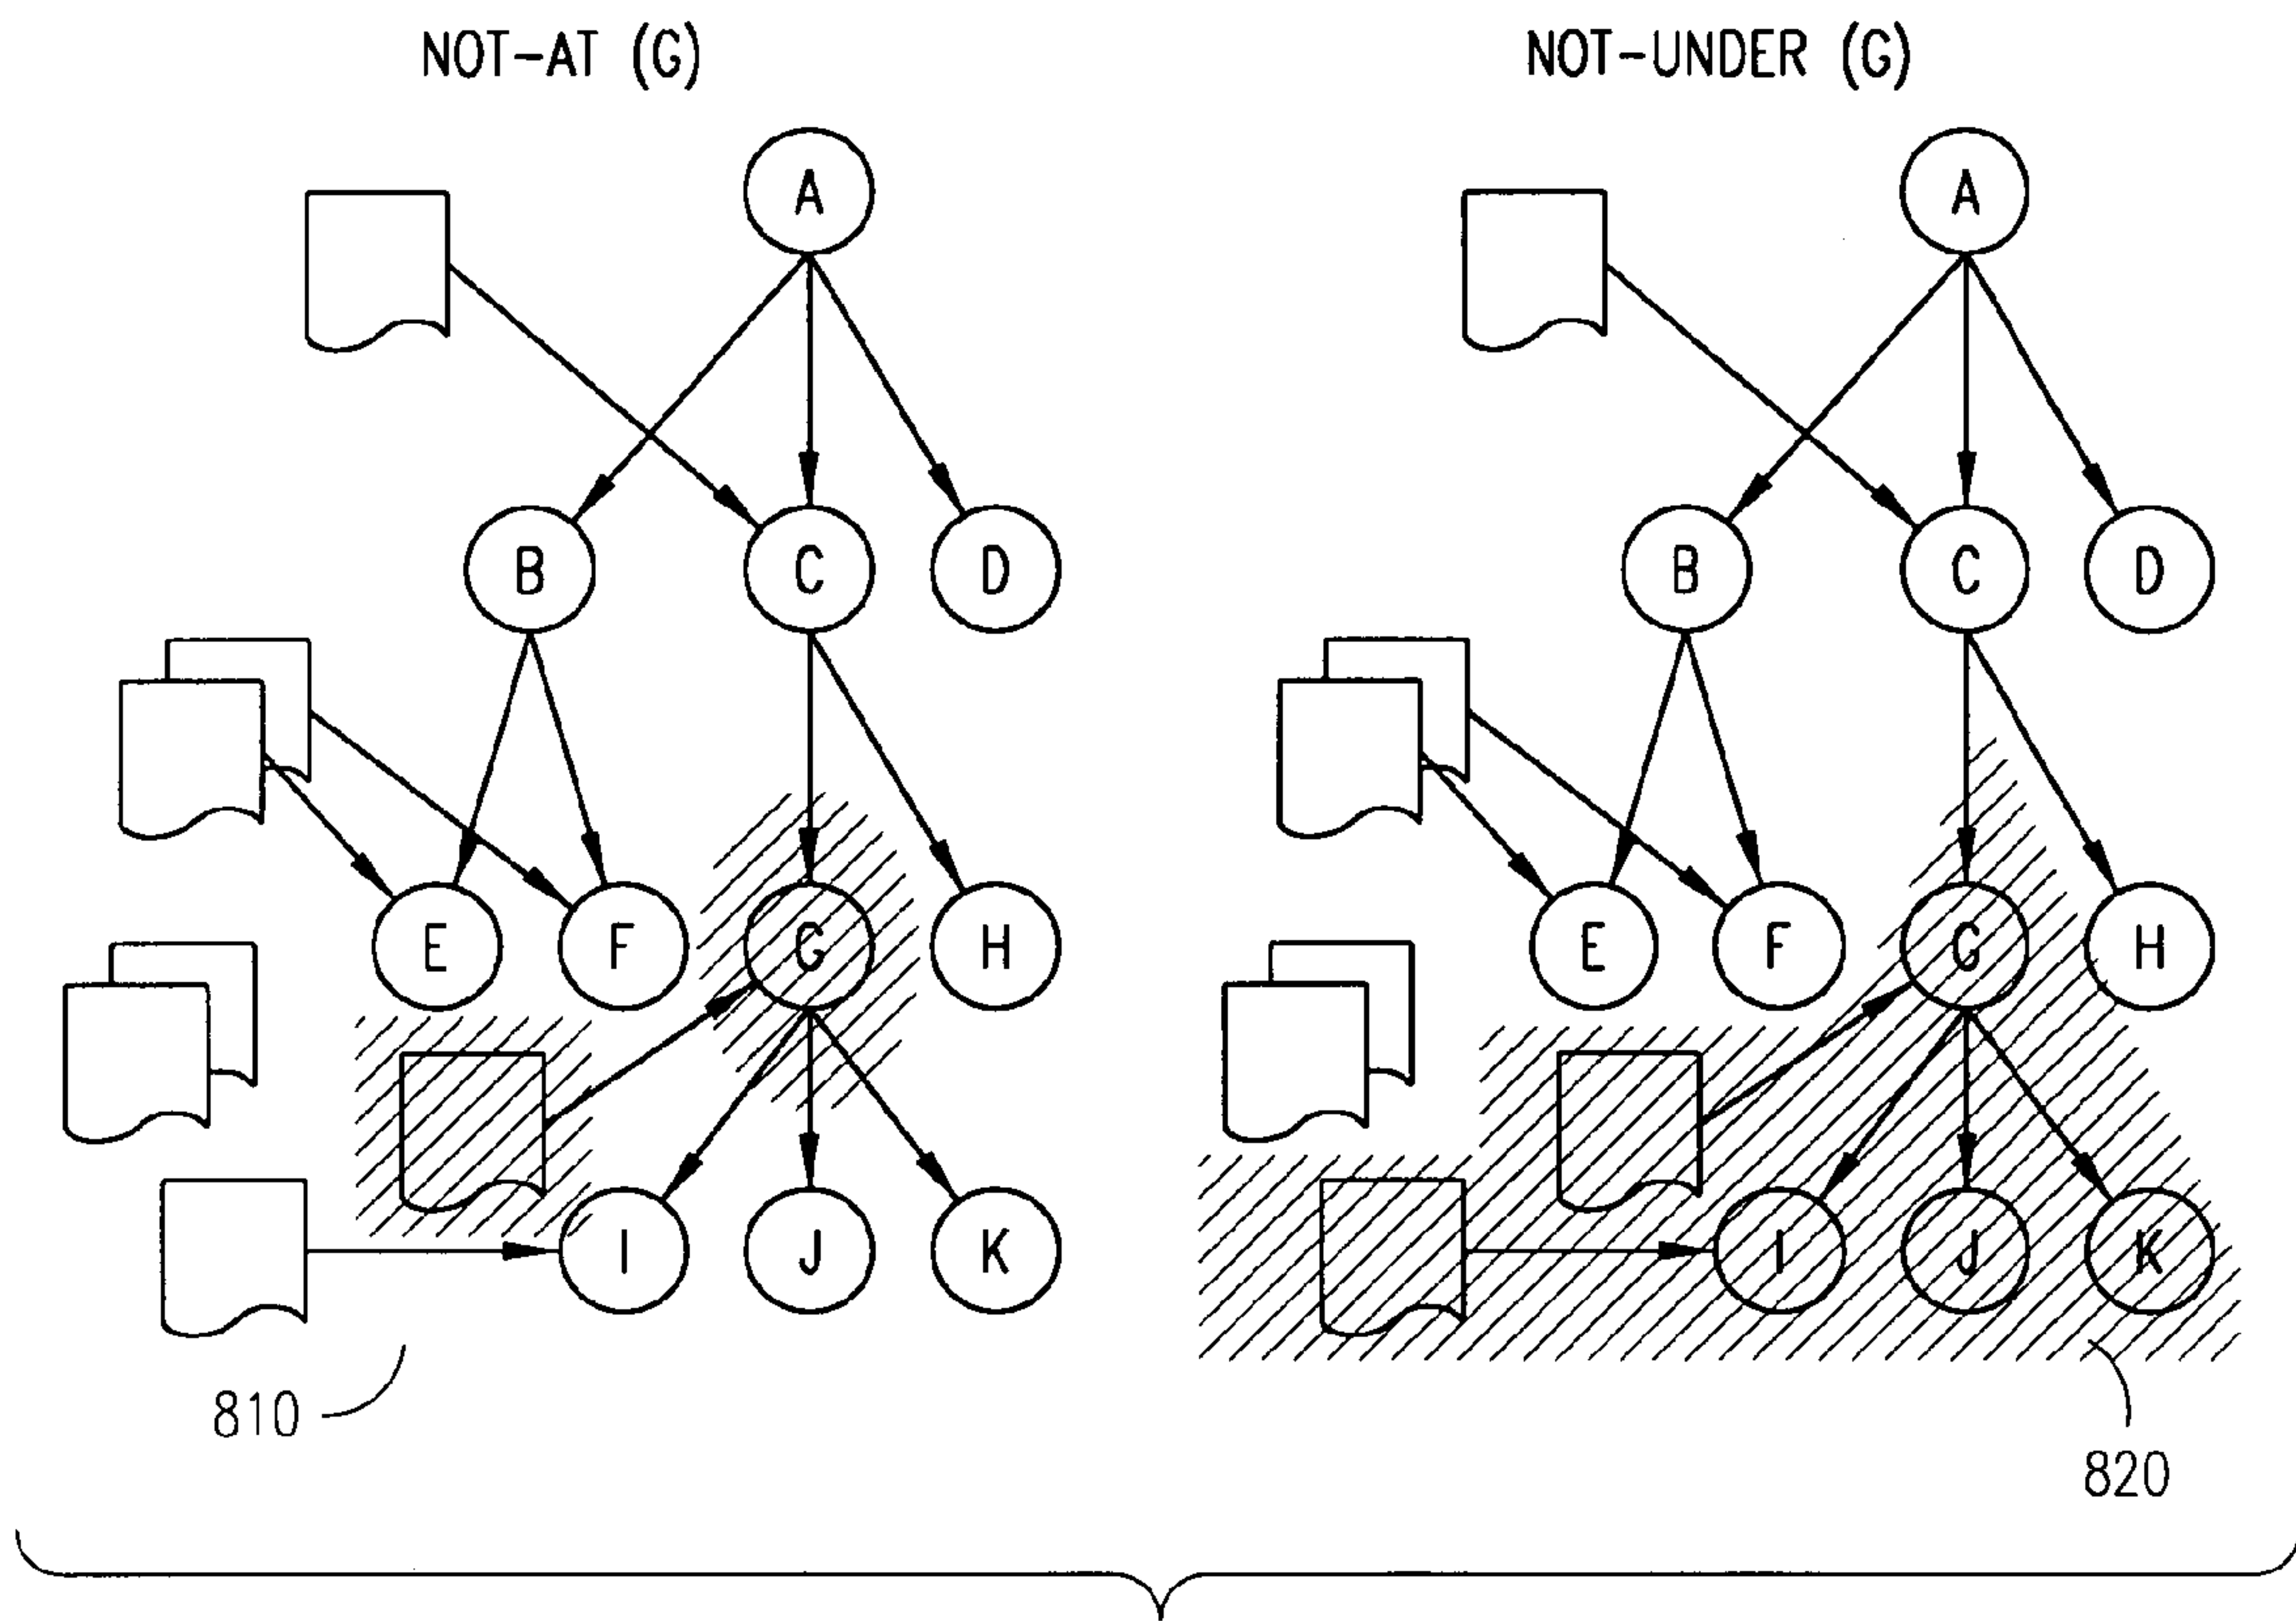 NOT-AT (G)
NOT-UNDER (G)
A
A
B C D
B C D
E F G H
E F G H
I J K
I J K
810
820